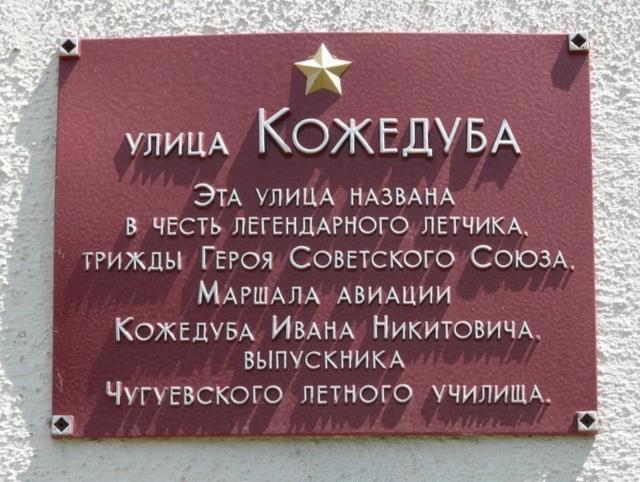 улица Кожедуба
Эта улица названа
в честь легендарного летчика,
трижды Героя Советского Союза,
Маршала авиации
Кожедуба Ивана Никитовича,
выпускника
Чугуевского летного училища.